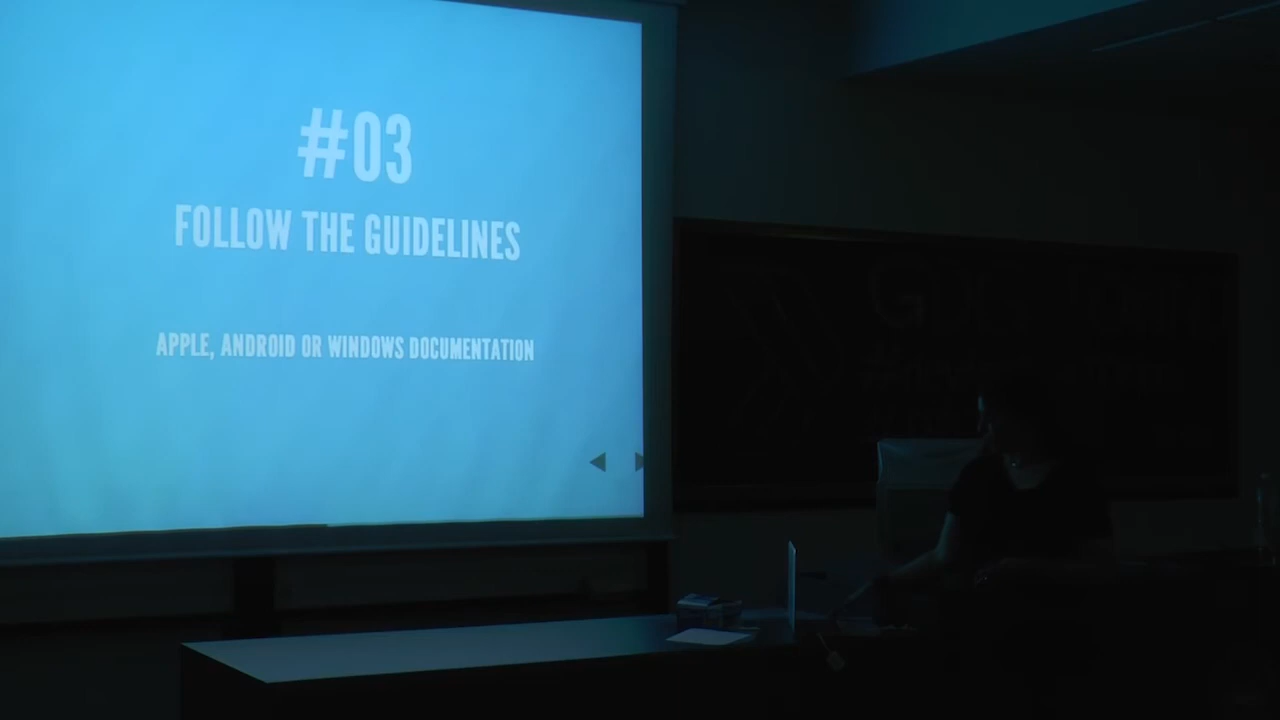 #03
FOLLOW THE GUIDELINES
APPLE, ANDROID OR WINDOWS DOCUMENTATION